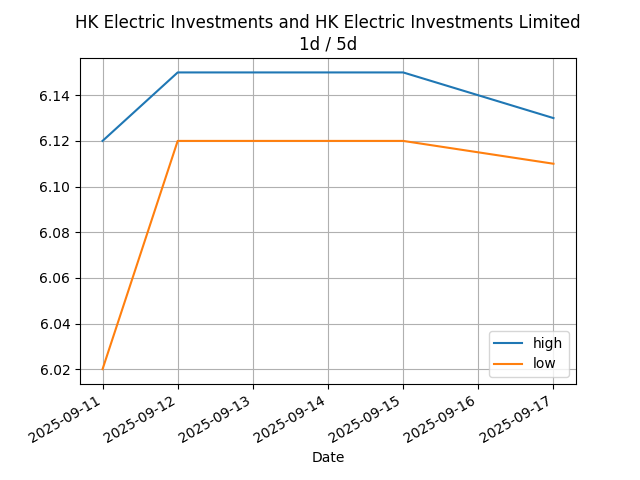 HK Electric Investments and HK Electric Investments Limited
1d / 5d
6.14
6.12
6.10
6.08
6.06
6.04
6.02
high
low
2025-09-11
2025-09-12
2025-09-13
2025-09-14
2025-09-15
2025-09-16
2025-09-17
Date